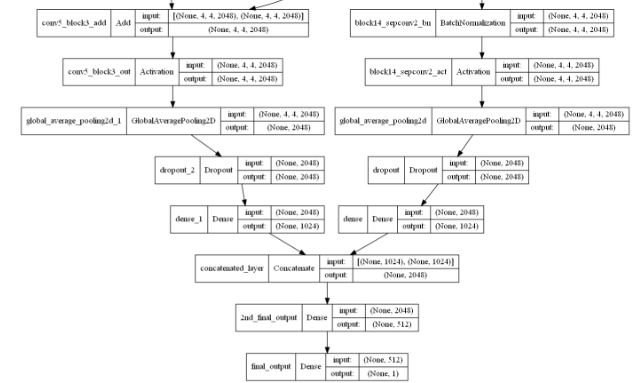 conv5_block3_add Add input: [(None, 4, 4, 2048), (None, 4, 4, 2048)]
output: (None, 4, 4, 2048)
block14_sepconv2_bn BatchNormalization input: (None, 4, 4, 2048)
output: (None, 4, 4, 2048)
conv5_block3_out Activation input: (None, 4, 4, 2048)
output: (None, 4, 4, 2048)
block14_sepconv2_act Activation input: (None, 4, 4, 2048)
output: (None, 4, 4, 2048)
global_average_pooling2d_1 GlobalAveragePooling2D input: (None, 4, 4, 2048)
output: (None, 2048)
global_average_pooling2d GlobalAveragePooling2D input: (None, 4, 4, 2048)
output: (None, 2048)
dropout_2 Dropout input: (None, 2048)
output: (None, 2048)
dropout Dropout input: (None, 2048)
output: (None, 2048)
dense_1 Dense input: (None, 2048)
output: (None, 1024)
dense Dense input: (None, 2048)
output: (None, 1024)
concatenated_layer Concatenate input: [(None, 1024), (None, 1024)]
output: (None, 2048)
2nd_final_output Dense input: (None, 2048)
output: (None, 512)
final_output Dense input: (None, 512)
output: (None, 1)